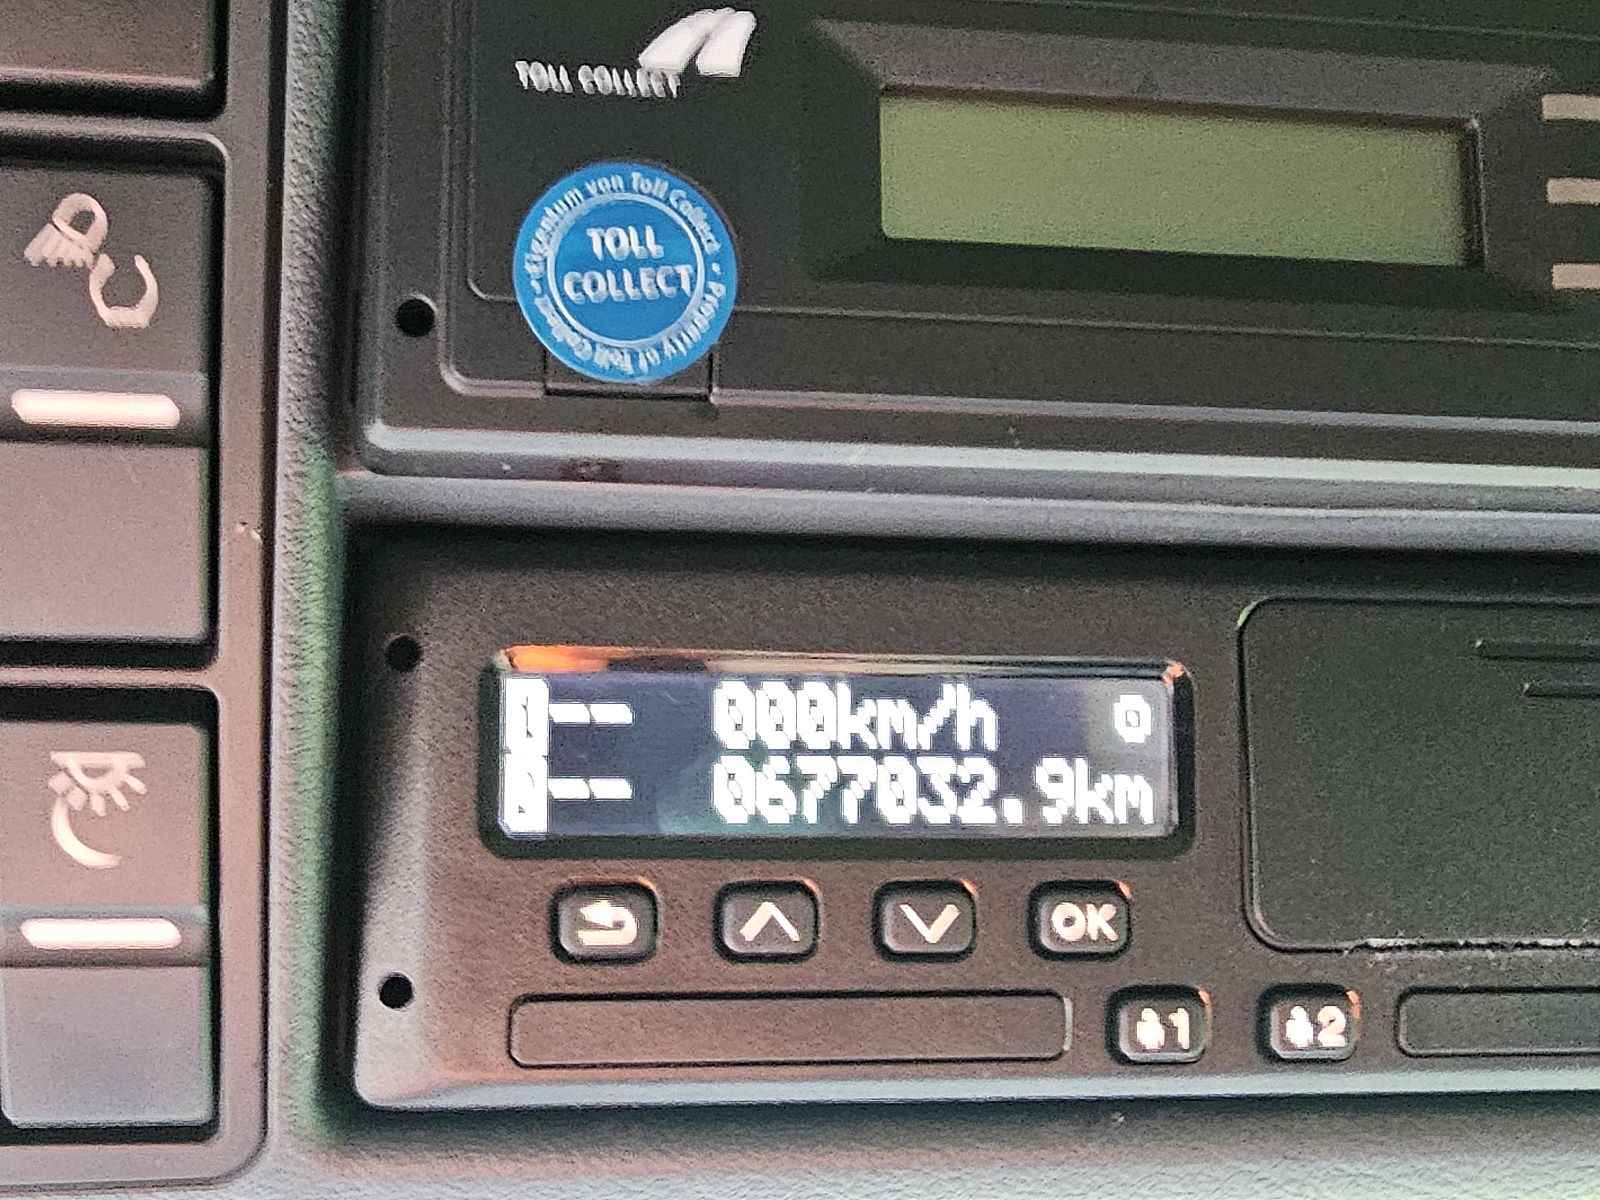 TOLL COLLECT
Eigentum von Toll Collect • Property of Toll Collect •
TOLL
COLLECT
-- 000km/h
-- 0677032.9km
OK
1
2